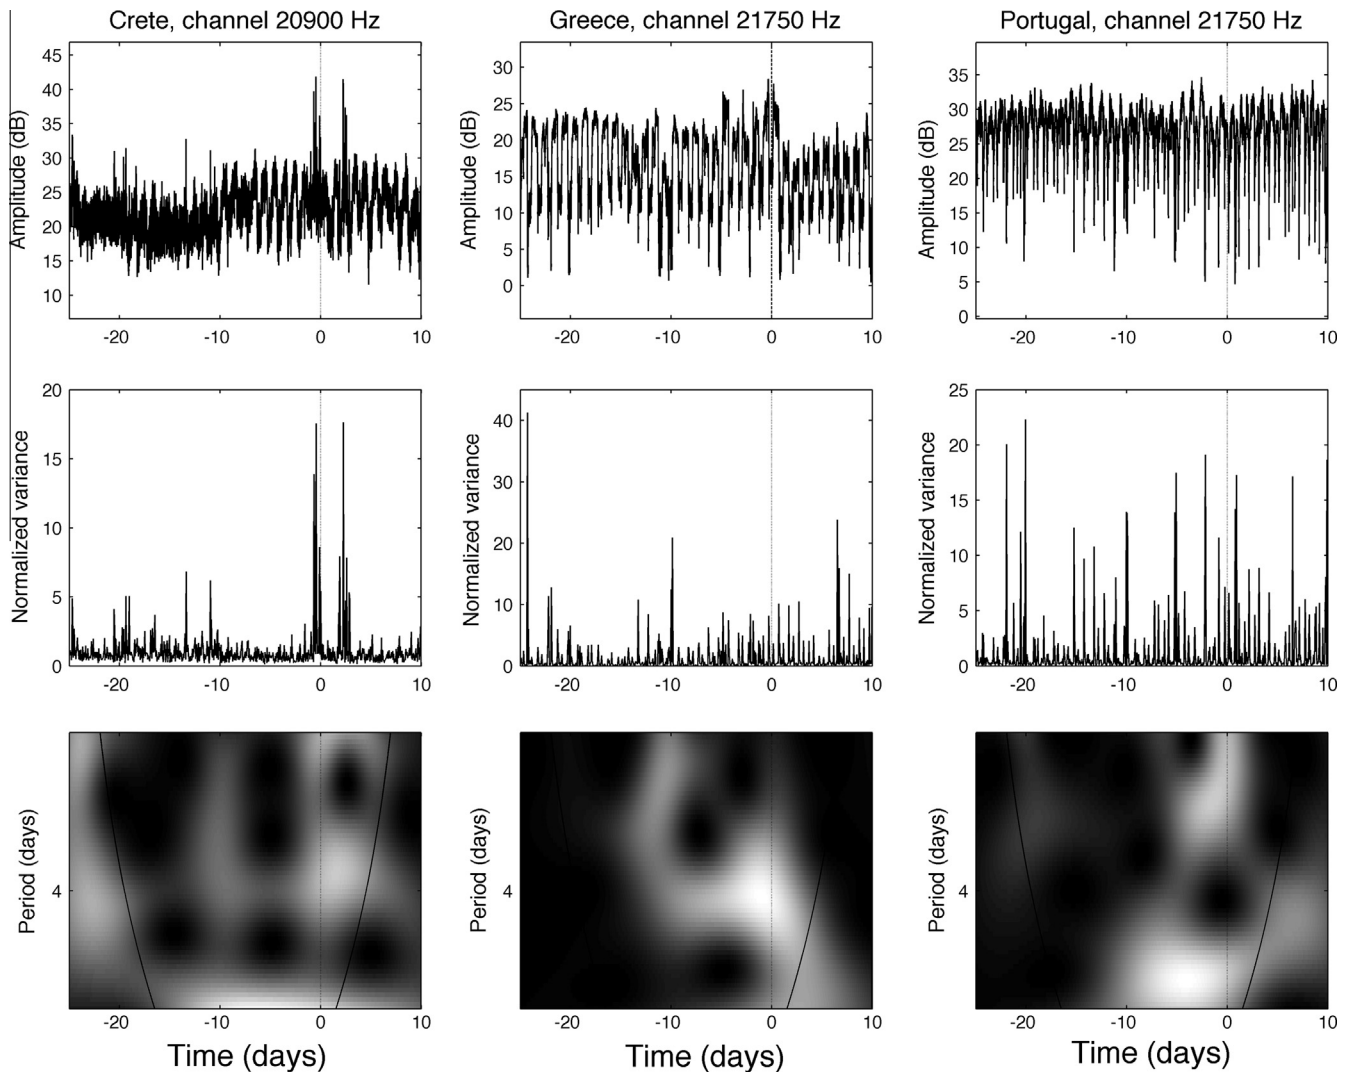 Crete, channel 20900 Hz
Greece, channel 21750 Hz
Portugal, channel 21750 Hz
Amplitude (dB)
45
40
35
30
25
20
15
10
-20 -10 0 10
Amplitude (dB)
30
25
20
15
10
5
0
-20 -10 0 10
Amplitude (dB)
35
30
25
20
15
10
5
0
-20 -10 0 10
Normalized variance
20
15
10
5
0
-20 -10 0 10
Normalized variance
40
30
20
10
0
-20 -10 0 10
Normalized variance
25
20
15
10
5
0
-20 -10 0 10
Period (days)
4
-20 -10 0 10
Time (days)
Period (days)
4
-20 -10 0 10
Time (days)
Period (days)
4
-20 -10 0 10
Time (days)